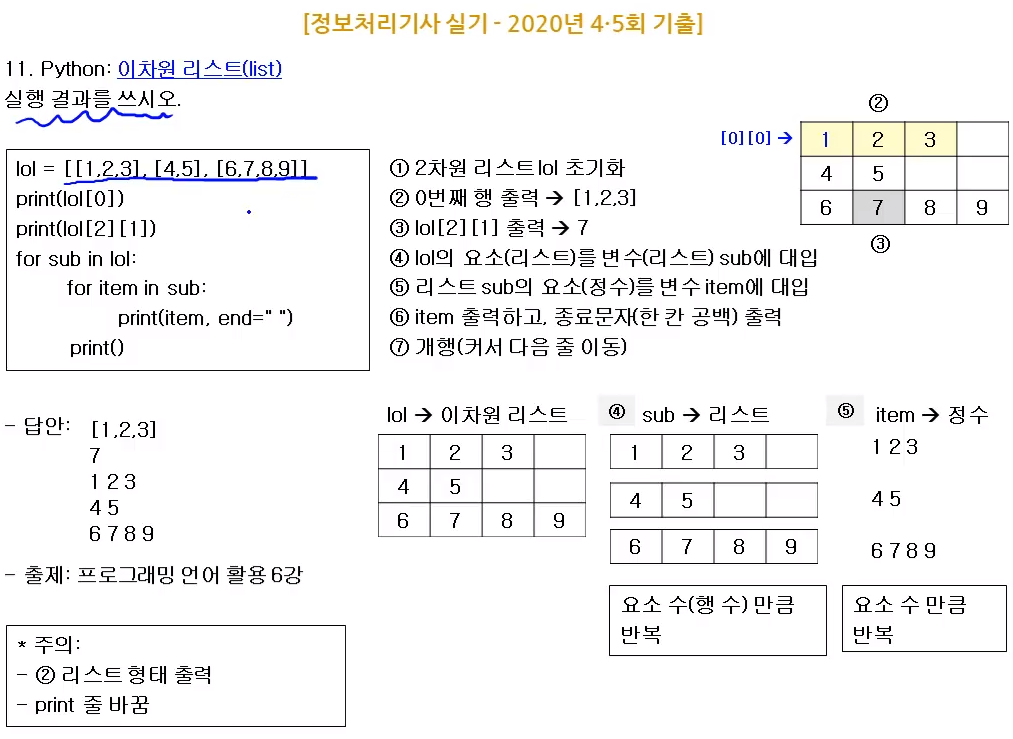 [정보처리기사 실기 - 2020년 4·5회 기출]
11. Python: 이차원 리스트(list)
실행 결과를 쓰시오.
lol = [[1,2,3], [4,5], [6,7,8,9]]
print(lol[0])
print(lol[2][1])
for sub in lol:
for item in sub:
print(item, end=" ")
print()
① 2차원 리스트 lol 초기화
② 0번째 행 출력 → [1,2,3]
③ lol[2][1] 출력 → 7
④ lol의 요소(리스트)를 변수(리스트) sub에 대입
⑤ 리스트 sub의 요소(정수)를 변수 item에 대입
⑥ item 출력하고, 종료문자(한 칸 공백) 출력
⑦ 개행(커서 다음 줄 이동)
②
[0][0] → 1 2 3
4 5
6 7 8 9
③
- 답안: [1,2,3]
7
1 2 3
4 5
6 7 8 9
- 출제: 프로그래밍 언어 활용 6강
* 주의:
- ② 리스트 형태 출력
- print 줄 바꿈
lol → 이차원 리스트
1 2 3
4 5
6 7 8 9
④ sub → 리스트
1 2 3
4 5
6 7 8 9
요소 수(행 수) 만큼
반복
⑤ item → 정수
1 2 3
4 5
6 7 8 9
요소 수 만큼
반복